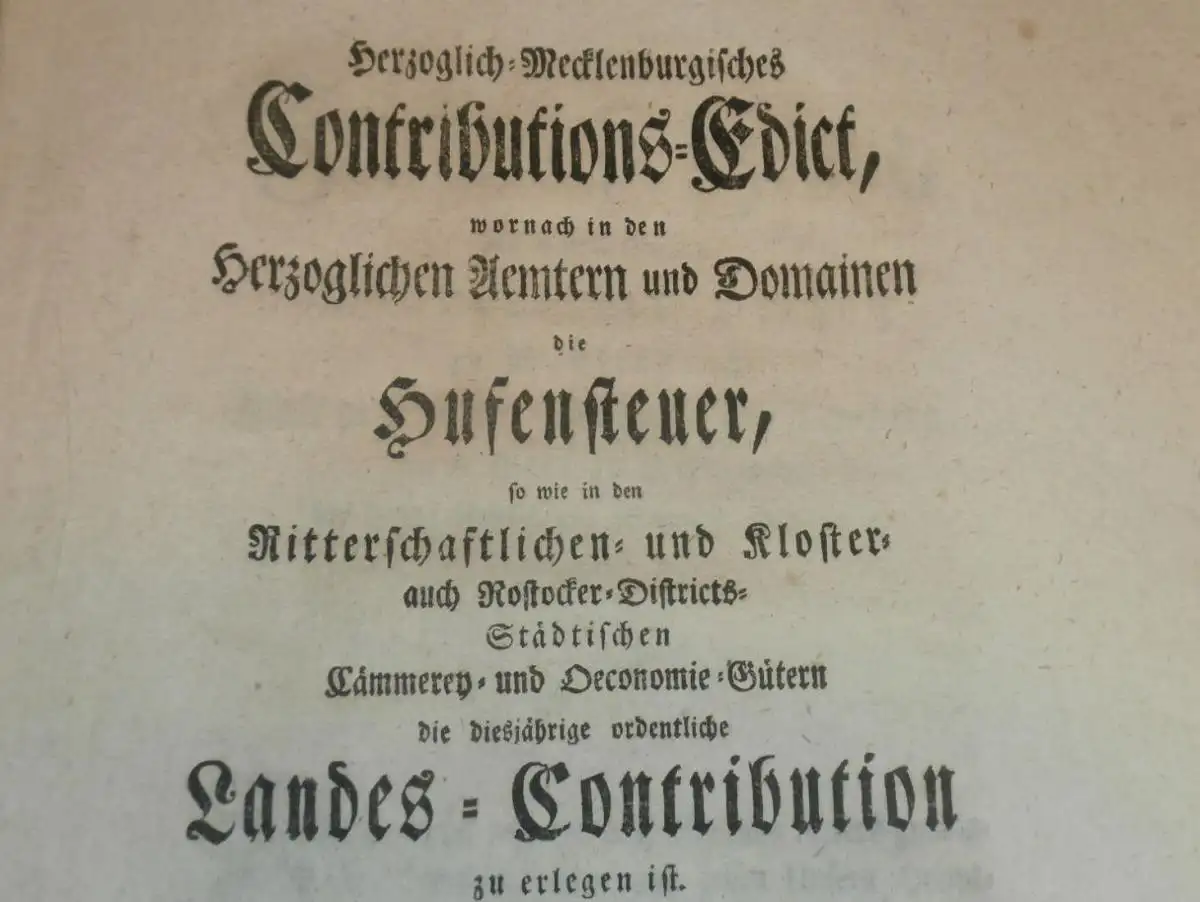 Herzoglich-Mecklenburgisches
Contributions-Edict,
wornach in den
Herzoglichen Aemtern und Domainen
die
Hufensteuer,
so wie in den
Ritterschaftlichen- und Kloster-
auch Rostocker-Districts-
Städtischen
Cämmerey- und Oeconomie-Gütern
die diesjährige ordentliche
Landes-Contribution
zu erlegen ist.